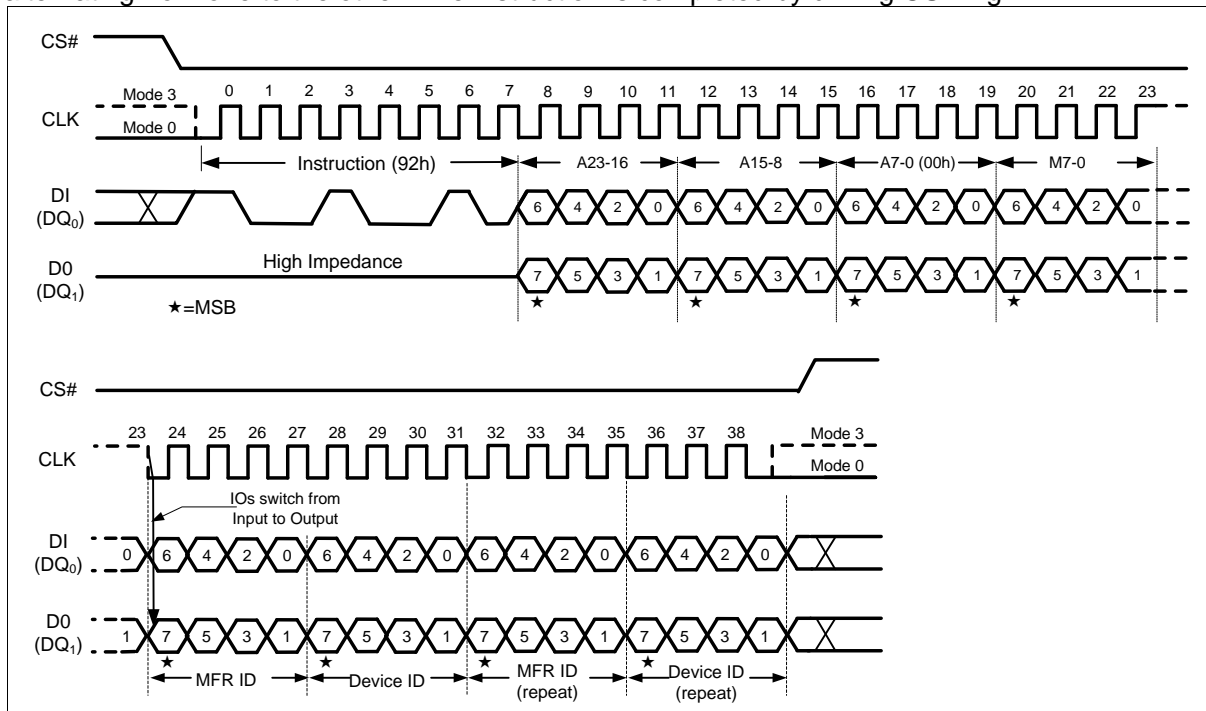 CS#
Mode 3
0 1 2 3 4 5 6 7 8 9 10 11 12 13 14 15 16 17 18 19 20 21 22 23
CLK
Mode 0
Instruction (92h) A23-16 A15-8 A7-0 (00h) M7-0
DI
(DQ0)
6 4 2 0 6 4 2 0 6 4 2 0 6 4 2 0
High Impedance
D0
(DQ1)
7 5 3 1 7 5 3 1 7 5 3 1 7 5 3 1
★ ★ ★ ★
★=MSB
CS#
23 24 25 26 27 28 29 30 31 32 33 34 35 36 37 38
Mode 3
CLK
Mode 0
IOs switch from
Input to Output
DI
(DQ0)
0 6 4 2 0 6 4 2 0 6 4 2 0 6 4 2 0
D0
(DQ1)
1 7 5 3 1 7 5 3 1 7 5 3 1 7 5 3 1
★ ★ ★ ★
MFR ID Device ID MFR ID
(repeat)
Device ID
(repeat)